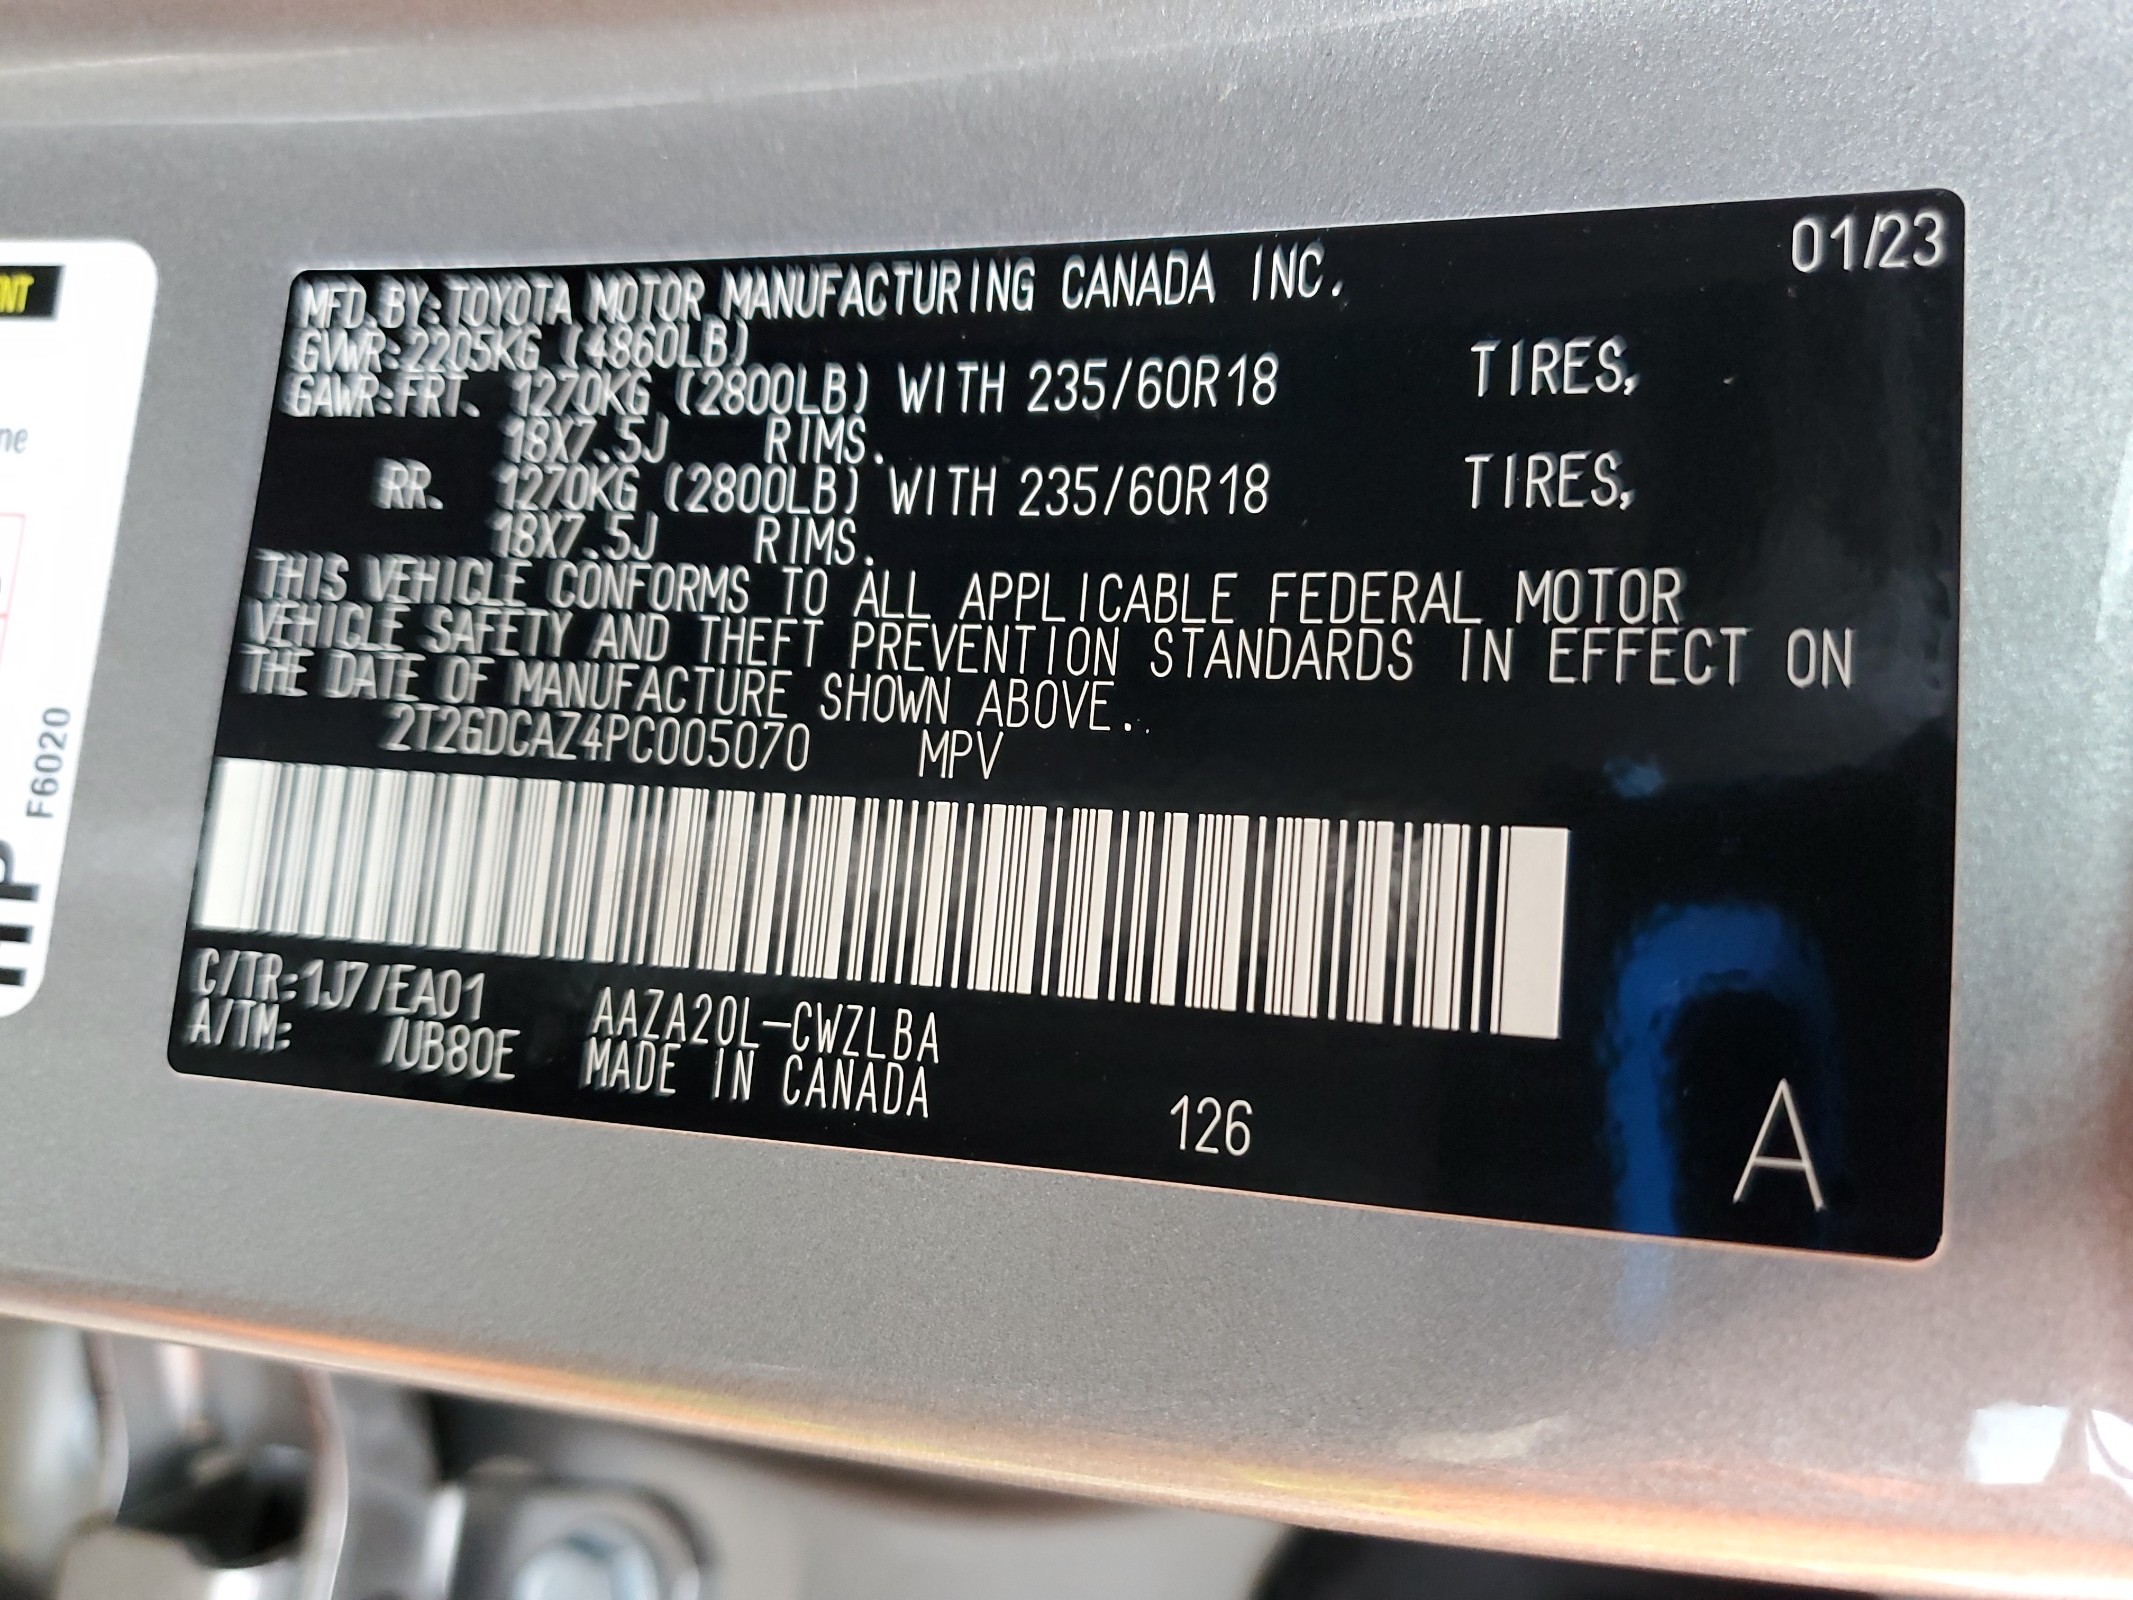 NT
ne
F6020
MFD.BY:TOYOTA MOTOR MANUFACTURING CANADA INC. 01/23
GVWR:2205KG (4860LB)
GAWR:FRT. 1270KG (2800LB) WITH 235/60R18 TIRES,
18X7.5J RIMS.
RR. 1270KG (2800LB) WITH 235/60R18 TIRES,
18X7.5J RIMS.
THIS VEHICLE CONFORMS TO ALL APPLICABLE FEDERAL MOTOR
VEHICLE SAFETY AND THEFT PREVENTION STANDARDS IN EFFECT ON
THE DATE OF MANUFACTURE SHOWN ABOVE.
2T2GDCAZ4PC005070 MPV
C/TR:1J7/EA01 AAZA20L-CWZLBA
A/TM: /UB80E MADE IN CANADA
126
A